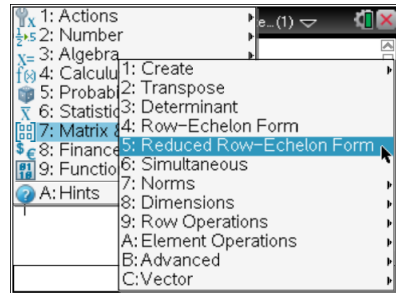 1: Actions
2: Number
3: Algebra
4: Calculu
5: Probabi
6: Statistic
7: Matrix &
8: Finance
9: Functio
A: Hints
e...(1)
1: Create
2: Transpose
3: Determinant
4: Row-Echelon Form
5: Reduced Row-Echelon Form
6: Simultaneous
7: Norms
8: Dimensions
9: Row Operations
A: Element Operations
B: Advanced
C: Vector